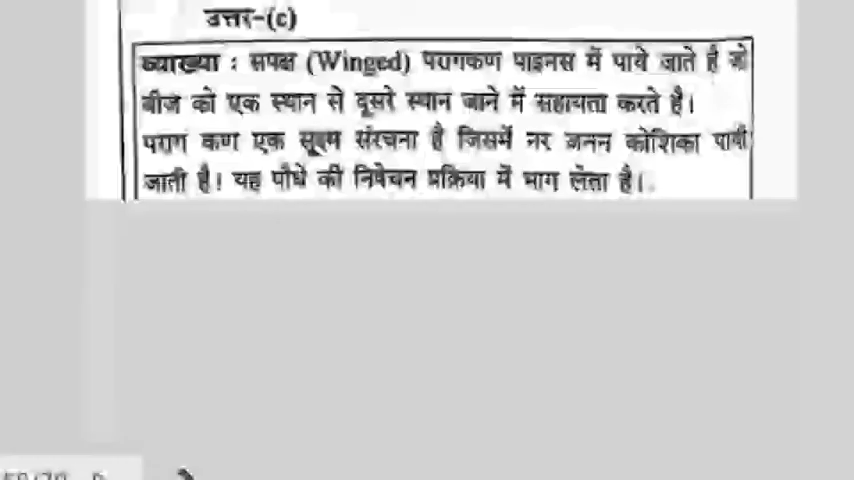 उत्तर-(c)
व्याख्या : सपक्ष (Winged) परागकण पाइनस में पाये जाते है जो
बीज को एक स्थान से दूसरे स्थान जाने में सहायता करते है।
पराग कण एक सूक्ष्म संरचना है जिसमें नर जनन कोशिका पायी
जाती है। यह पौधे की निषेचन प्रक्रिया में भाग लेता है।